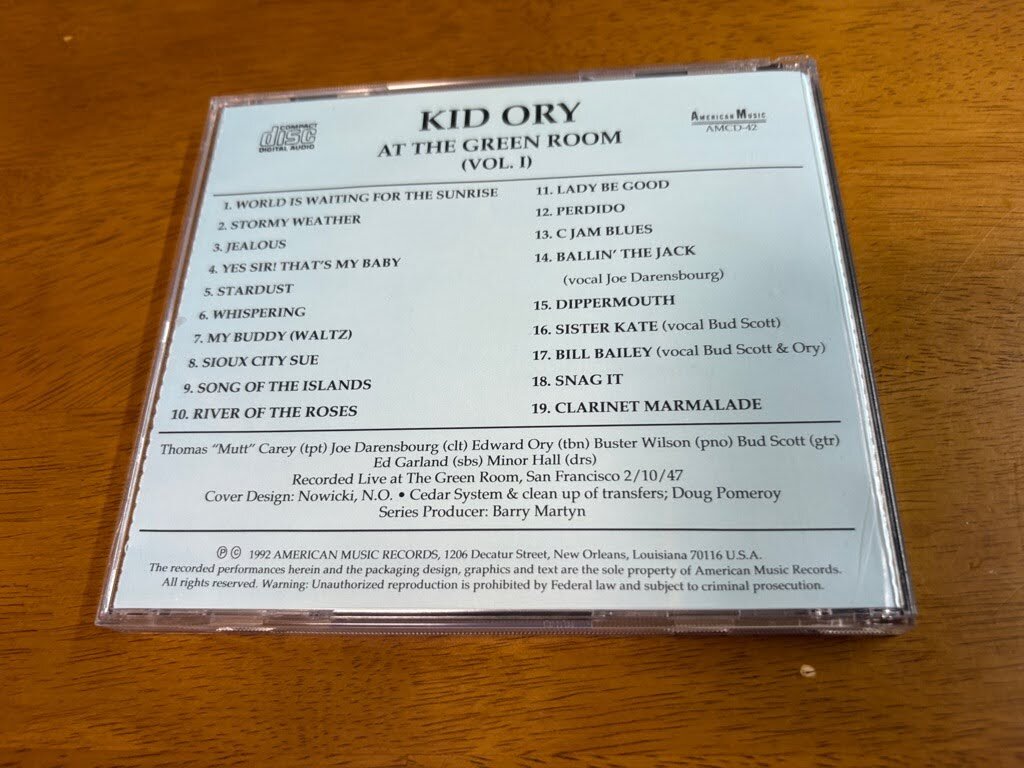 COMPACT
disc
DIGITAL AUDIO
KID ORY
AT THE GREEN ROOM
(VOL. I)
AMERICAN MUSIC
AMCD-42
1. WORLD IS WAITING FOR THE SUNRISE
2. STORMY WEATHER
3. JEALOUS
4. YES SIR! THAT'S MY BABY
5. STARDUST
6. WHISPERING
7. MY BUDDY (WALTZ)
8. SIOUX CITY SUE
9. SONG OF THE ISLANDS
10. RIVER OF THE ROSES
11. LADY BE GOOD
12. PERDIDO
13. C JAM BLUES
14. BALLIN' THE JACK
(vocal Joe Darensbourg)
15. DIPPERMOUTH
16. SISTER KATE (vocal Bud Scott)
17. BILL BAILEY (vocal Bud Scott & Ory)
18. SNAG IT
19. CLARINET MARMALADE
Thomas "Mutt" Carey (tpt) Joe Darensbourg (clt) Edward Ory (tbn) Buster Wilson (pno) Bud Scott (gtr)
Ed Garland (sbs) Minor Hall (drs)
Recorded Live at The Green Room, San Francisco 2/10/47
Cover Design: Nowicki, N.O. • Cedar System & clean up of transfers; Doug Pomeroy
Series Producer: Barry Martyn
℗ © 1992 AMERICAN MUSIC RECORDS, 1206 Decatur Street, New Orleans, Louisiana 70116 U.S.A.
The recorded performances herein and the packaging design, graphics and text are the sole property of American Music Records.
All rights reserved. Warning: Unauthorized reproduction is prohibited by Federal law and subject to criminal prosecution.